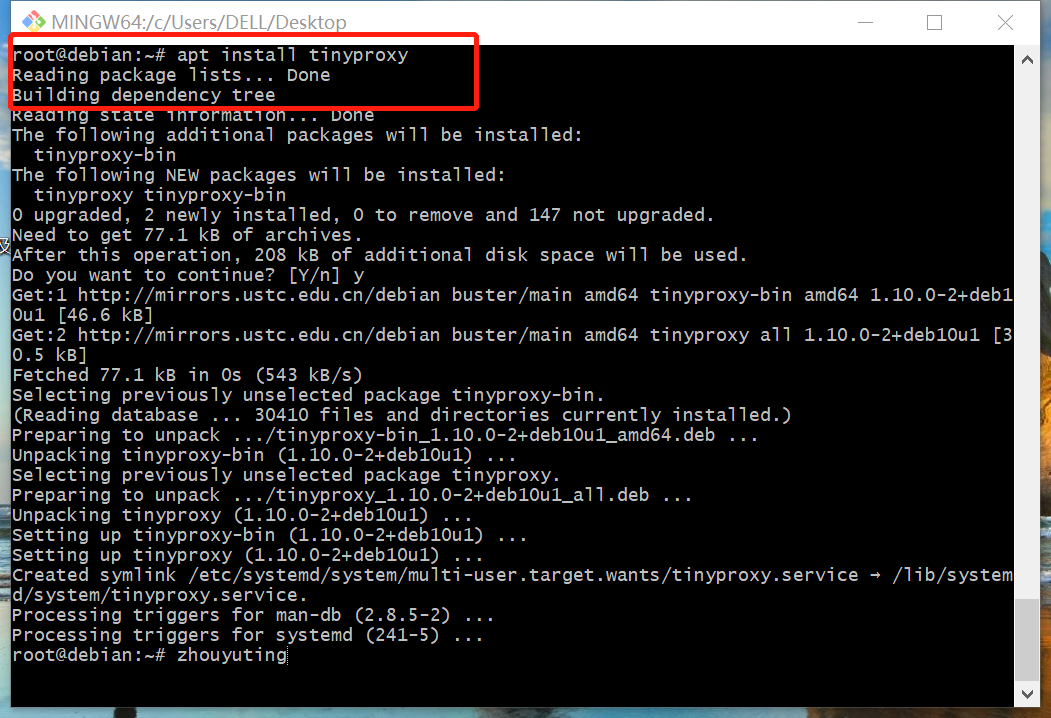 MINGW64:/c/Users/DELL/Desktop
root@debian:~# apt install tinyproxy
Reading package lists... Done
Building dependency tree
Reading state information... Done
The following additional packages will be installed:
  tinyproxy-bin
The following NEW packages will be installed:
  tinyproxy tinyproxy-bin
0 upgraded, 2 newly installed, 0 to remove and 147 not upgraded.
Need to get 77.1 kB of archives.
After this operation, 208 kB of additional disk space will be used.
Do you want to continue? [Y/n] y
Get:1 http://mirrors.ustc.edu.cn/debian buster/main amd64 tinyproxy-bin amd64 1.10.0-2+deb1
0u1 [46.6 kB]
Get:2 http://mirrors.ustc.edu.cn/debian buster/main amd64 tinyproxy all 1.10.0-2+deb10u1 [3
0.5 kB]
Fetched 77.1 kB in 0s (543 kB/s)
Selecting previously unselected package tinyproxy-bin.
(Reading database ... 30410 files and directories currently installed.)
Preparing to unpack .../tinyproxy-bin_1.10.0-2+deb10u1_amd64.deb ...
Unpacking tinyproxy-bin (1.10.0-2+deb10u1) ...
Selecting previously unselected package tinyproxy.
Preparing to unpack .../tinyproxy_1.10.0-2+deb10u1_all.deb ...
Unpacking tinyproxy (1.10.0-2+deb10u1) ...
Setting up tinyproxy-bin (1.10.0-2+deb10u1) ...
Setting up tinyproxy (1.10.0-2+deb10u1) ...
Created symlink /etc/systemd/system/multi-user.target.wants/tinyproxy.service → /lib/system
d/system/tinyproxy.service.
Processing triggers for man-db (2.8.5-2) ...
Processing triggers for systemd (241-5) ...
root@debian:~# zhouyuting